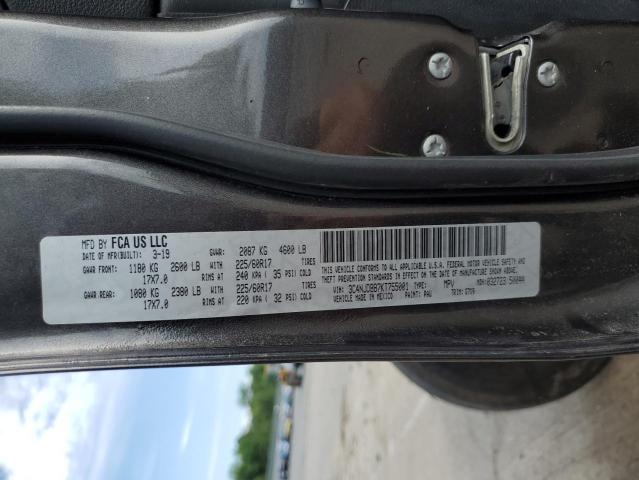 MFD BY FCA US LLC
DATE OF MFR(BUILT): 3-19 GVWR: 2087 KG 4600 LB
GAWR FRONT: 1180 KG 2600 LB 225/60R17 TIRES
17X7.0 RIMS AT 240 KPA ( 35 PSI COLD)
GAWR REAR: 1080 KG 2380 LB 225/60R17 TIRES
17X7.0 RIMS AT 220 KPA ( 32 PSI COLD)
THIS VEHICLE CONFORMS TO ALL APPLICABLE U.S.A. FEDERAL MOTOR VEHICLE SAFETY AND
THEFT PREVENTION STANDARDS IN EFFECT ON THE DATE OF MANUFACTURE SHOWN ABOVE.
VIN: 3C4NJDBB7KT755001 TYPE: MPV MDH: 032723
MADE IN MEXICO PAINT: PAU TRIM: